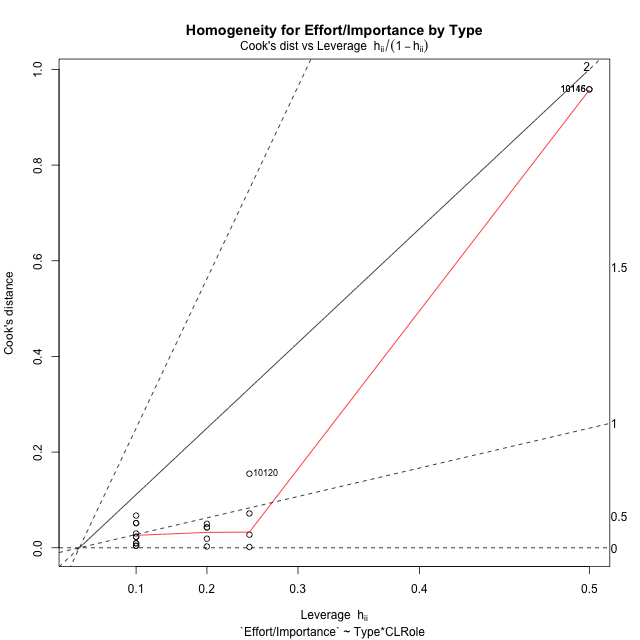 Homogeneity for Effort/Importance by Type
Cook's dist vs Leverage hii/(1 − hii)
2
10146
1.5
1
0.5
0
10120
Cook's distance
1.0
0.8
0.6
0.4
0.2
0.0
0.1 0.2 0.3 0.4 0.5
Leverage hii
`Effort/Importance` ~ Type*CLRole